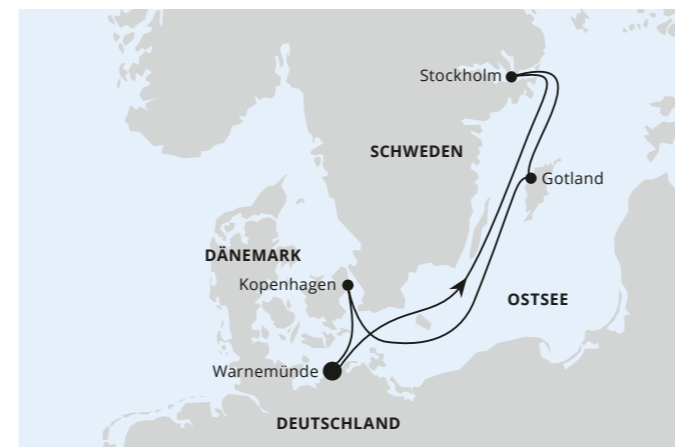 Stockholm
SCHWEDEN
Gotland
DÄNEMARK
Kopenhagen
OSTSEE
Warnemünde
DEUTSCHLAND